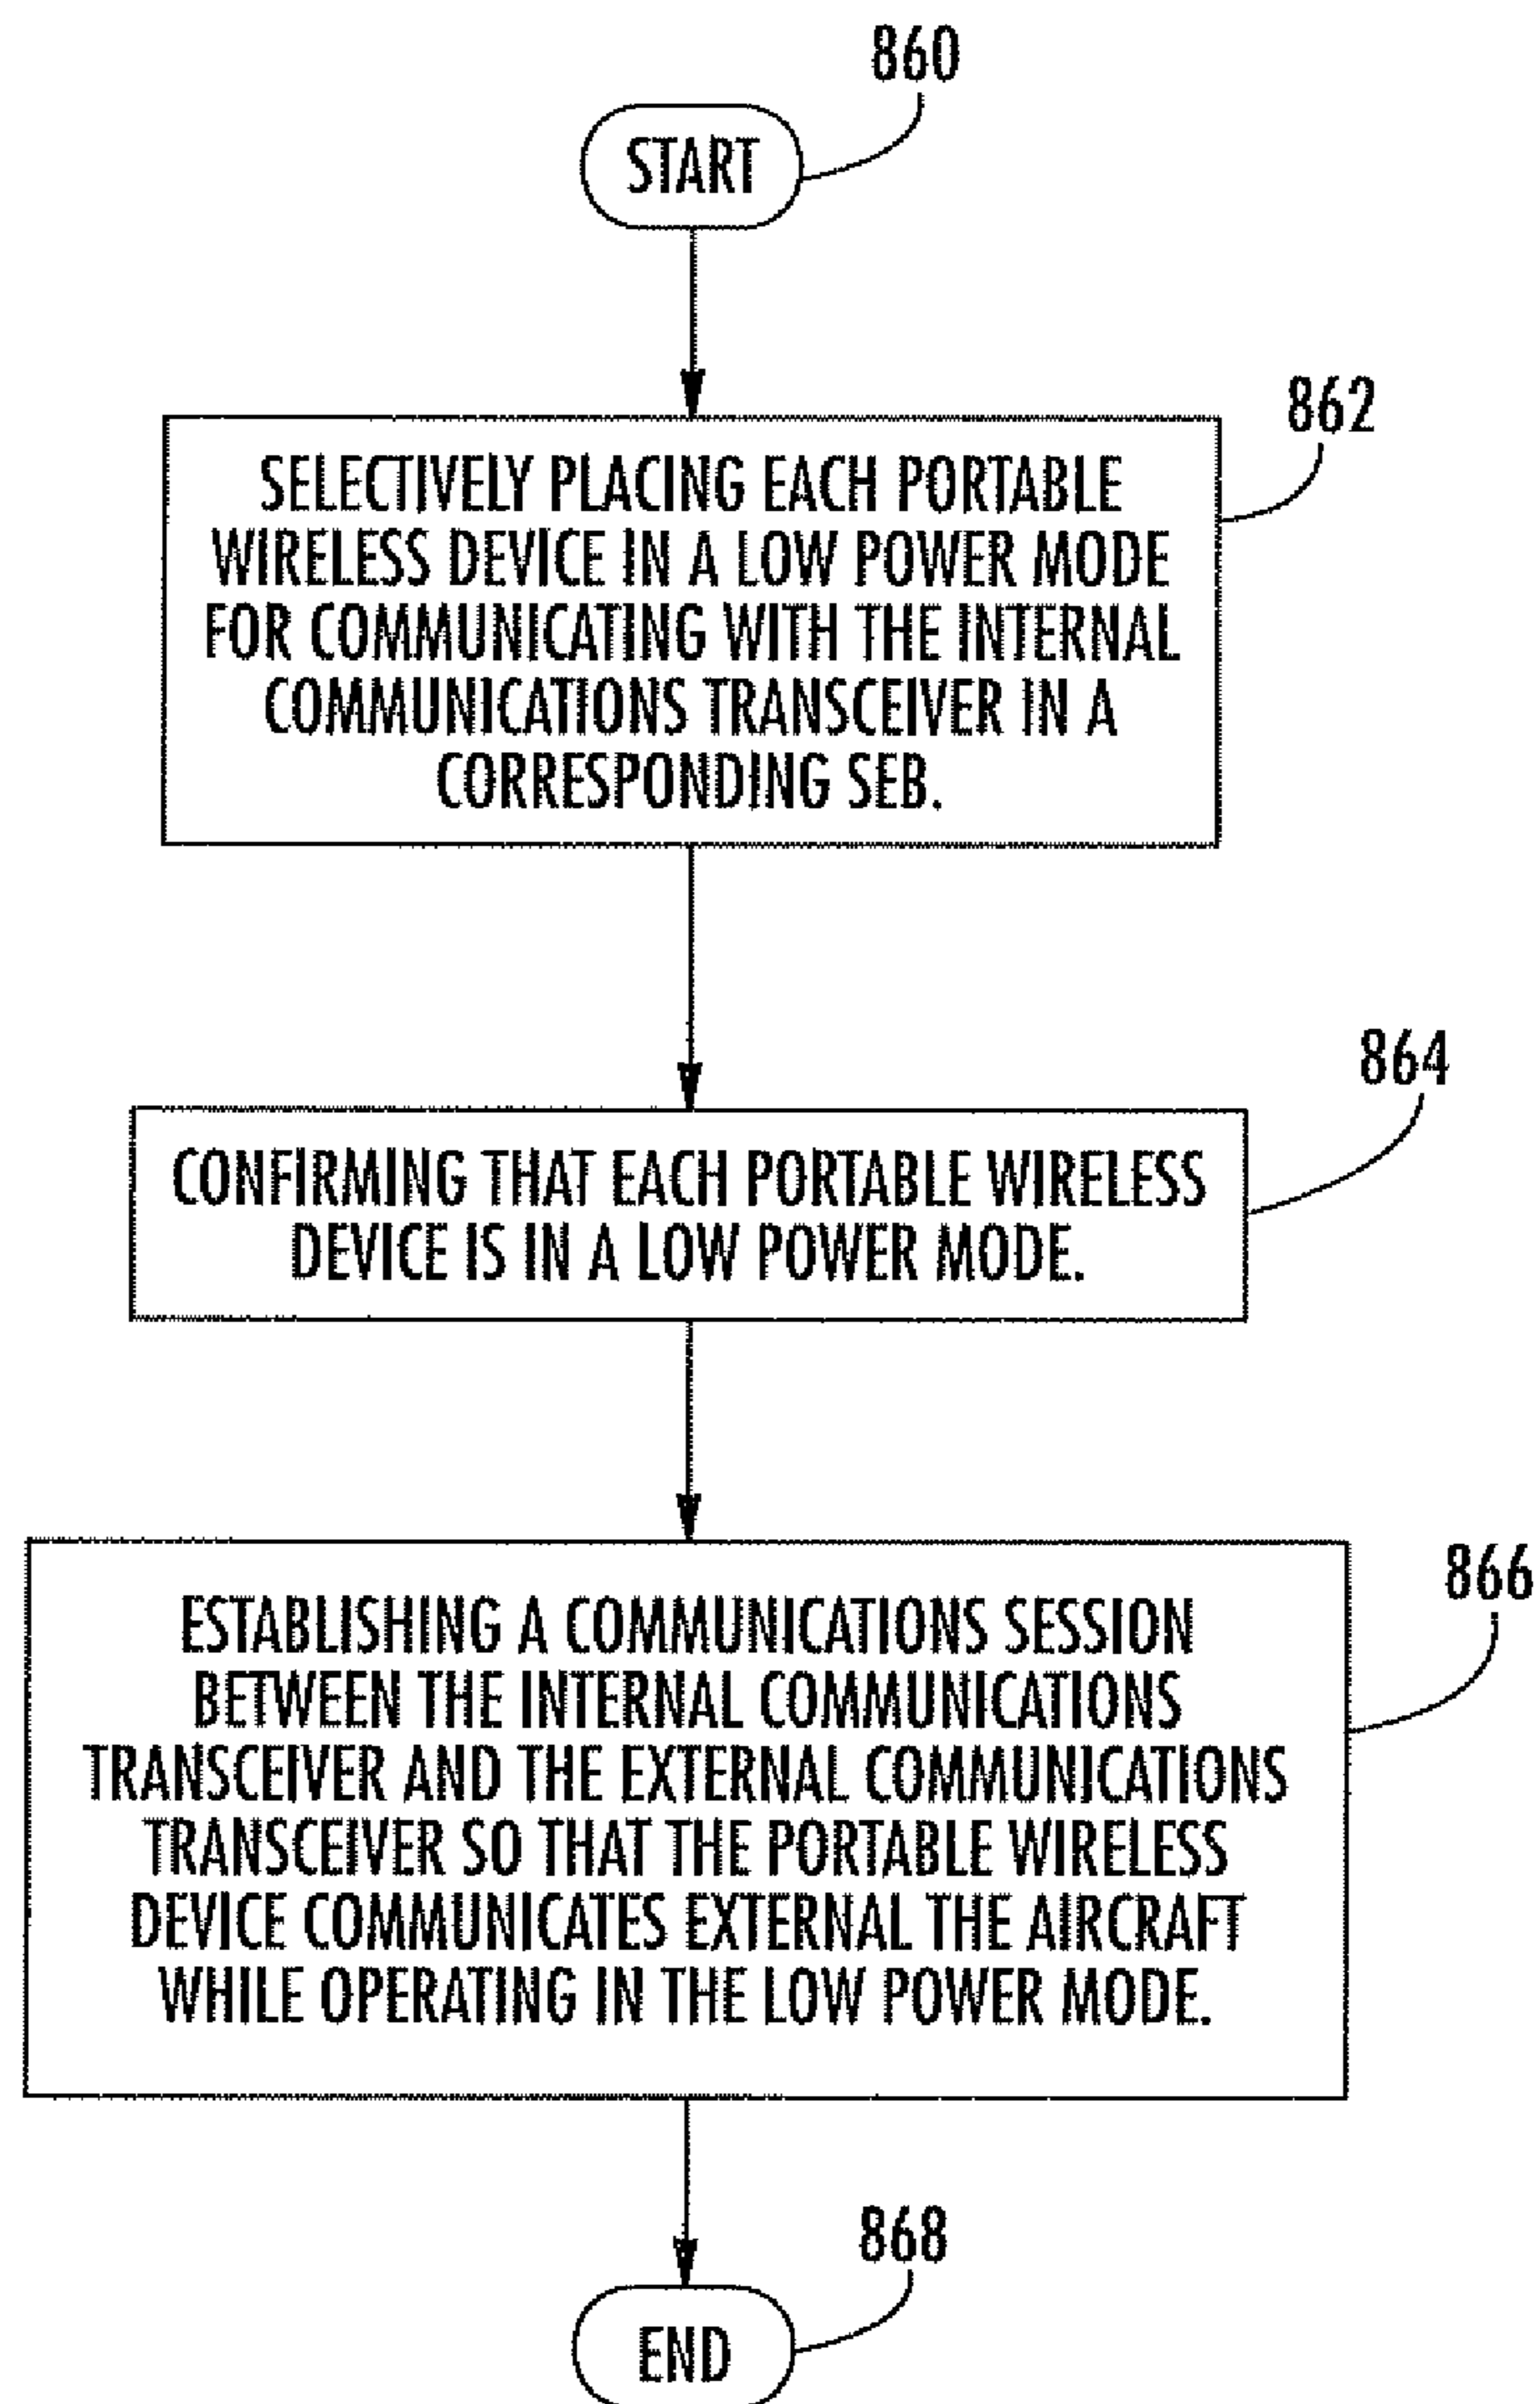 860
START
862
SELECTIVELY PLACING EACH PORTABLE
WIRELESS DEVICE IN A LOW POWER MODE
FOR COMMUNICATING WITH THE INTERNAL
COMMUNICATIONS TRANSCEIVER IN A
CORRESPONDING SEB.
864
CONFIRMING THAT EACH PORTABLE WIRELESS
DEVICE IS IN A LOW POWER MODE.
866
ESTABLISHING A COMMUNICATIONS SESSION
BETWEEN THE INTERNAL COMMUNICATIONS
TRANSCEIVER AND THE EXTERNAL COMMUNICATIONS
TRANSCEIVER SO THAT THE PORTABLE WIRELESS
DEVICE COMMUNICATES EXTERNAL THE AIRCRAFT
WHILE OPERATING IN THE LOW POWER MODE.
868
END